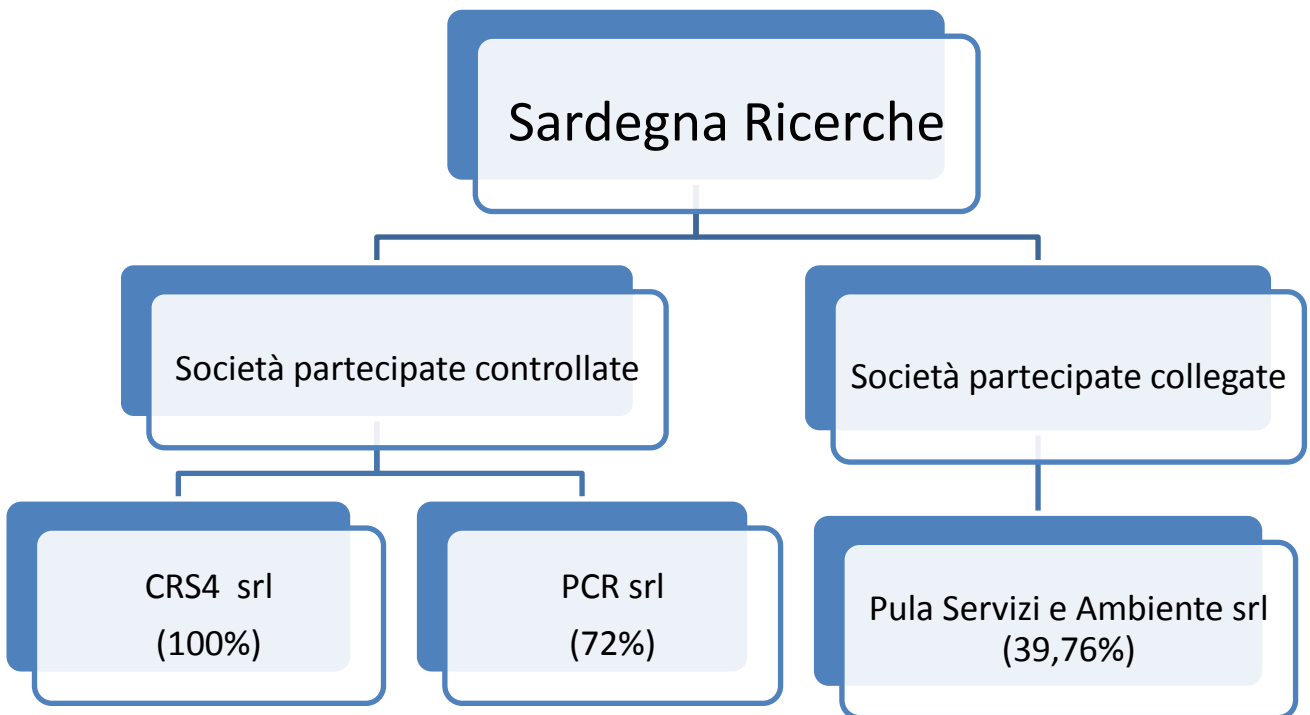 Sardegna Ricerche
Società partecipate controllate
Società partecipate collegate
CRS4 srl
(100%)
PCR srl
(72%)
Pula Servizi e Ambiente srl
(39,76%)